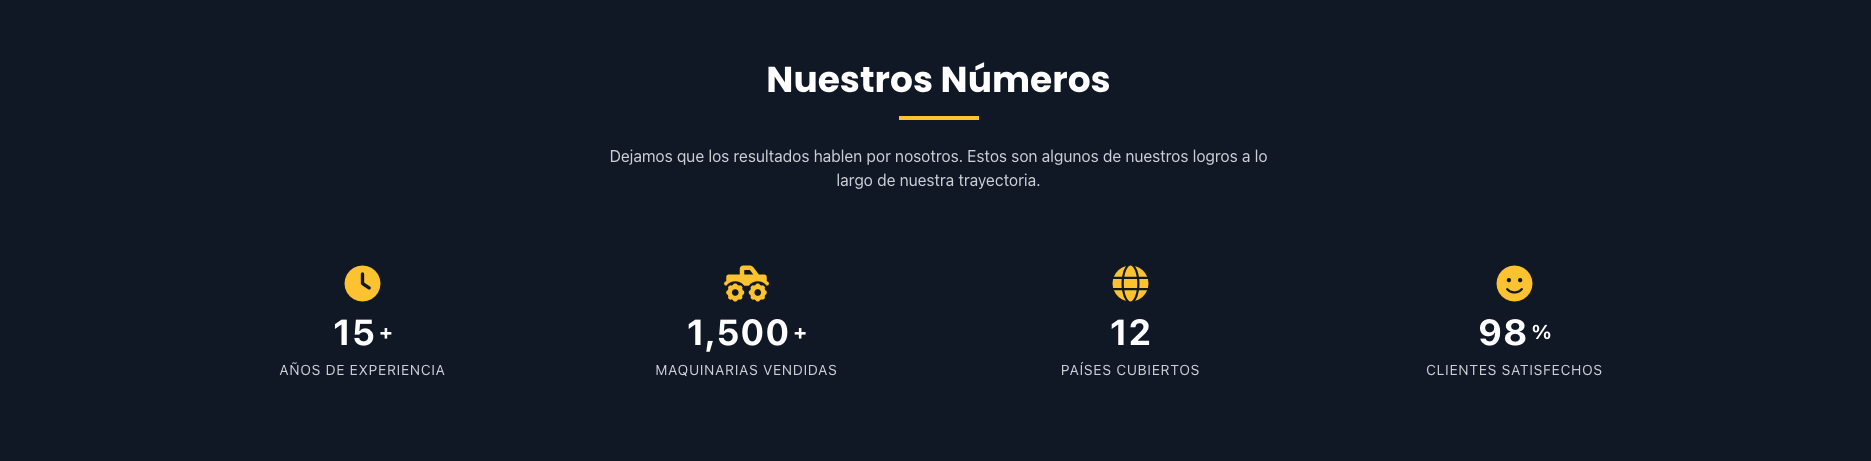 Nuestros Números
Dejamos que los resultados hablen por nosotros. Estos son algunos de nuestros logros a lo
largo de nuestra trayectoria.
15+
AÑOS DE EXPERIENCIA
1,500+
MAQUINARIAS VENDIDAS
12
PAÍSES CUBIERTOS
98%
CLIENTES SATISFECHOS